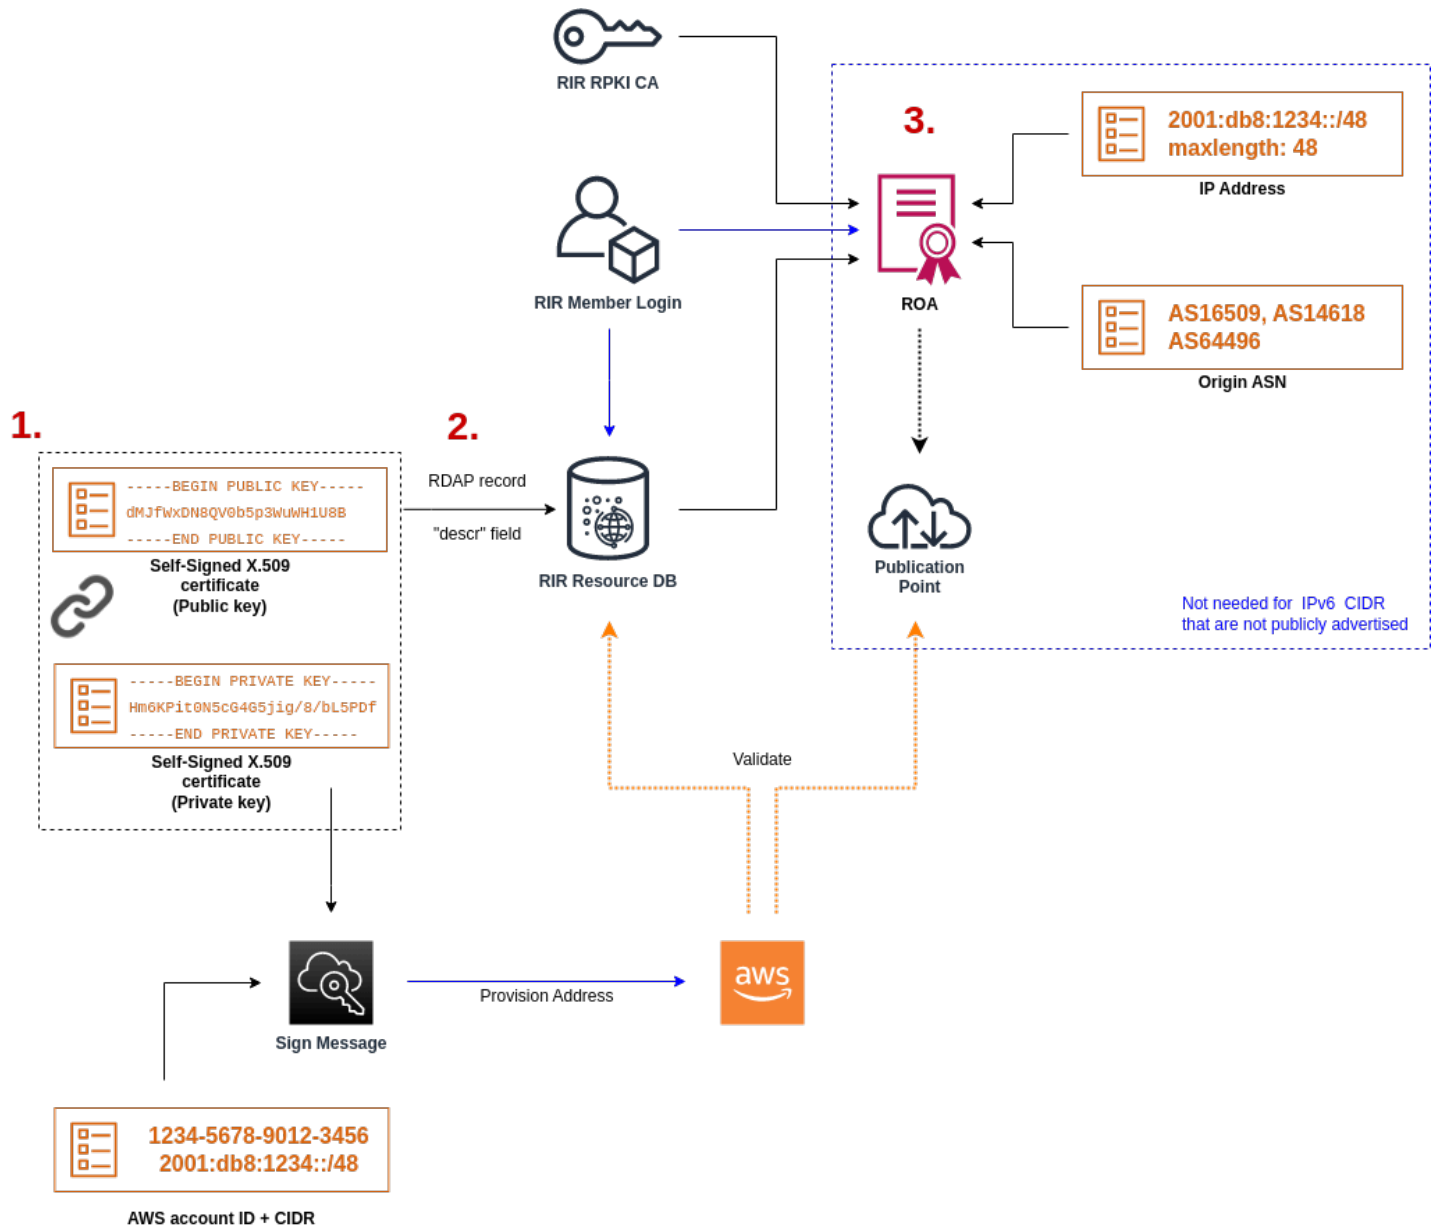 RIR RPKI CA
3.
2001:db8:1234::/48
maxlength: 48
IP Address
RIR Member Login
ROA
AS16509, AS14618
AS64496
Origin ASN
1.
2.
-----BEGIN PUBLIC KEY-----
dMJfWxDN8QV0b5p3WuWH1U8B
-----END PUBLIC KEY-----
Self-Signed X.509
certificate
(Public key)
RDAP record
"descr" field
RIR Resource DB
Publication
Point
Not needed for IPv6 CIDR
that are not publicly advertised
-----BEGIN PRIVATE KEY-----
Hm6KPit0N5cG4G5jig/8/bL5PDf
-----END PRIVATE KEY-----
Self-Signed X.509
certificate
(Private key)
Validate
aws
Provision Address
Sign Message
1234-5678-9012-3456
2001:db8:1234::/48
AWS account ID + CIDR